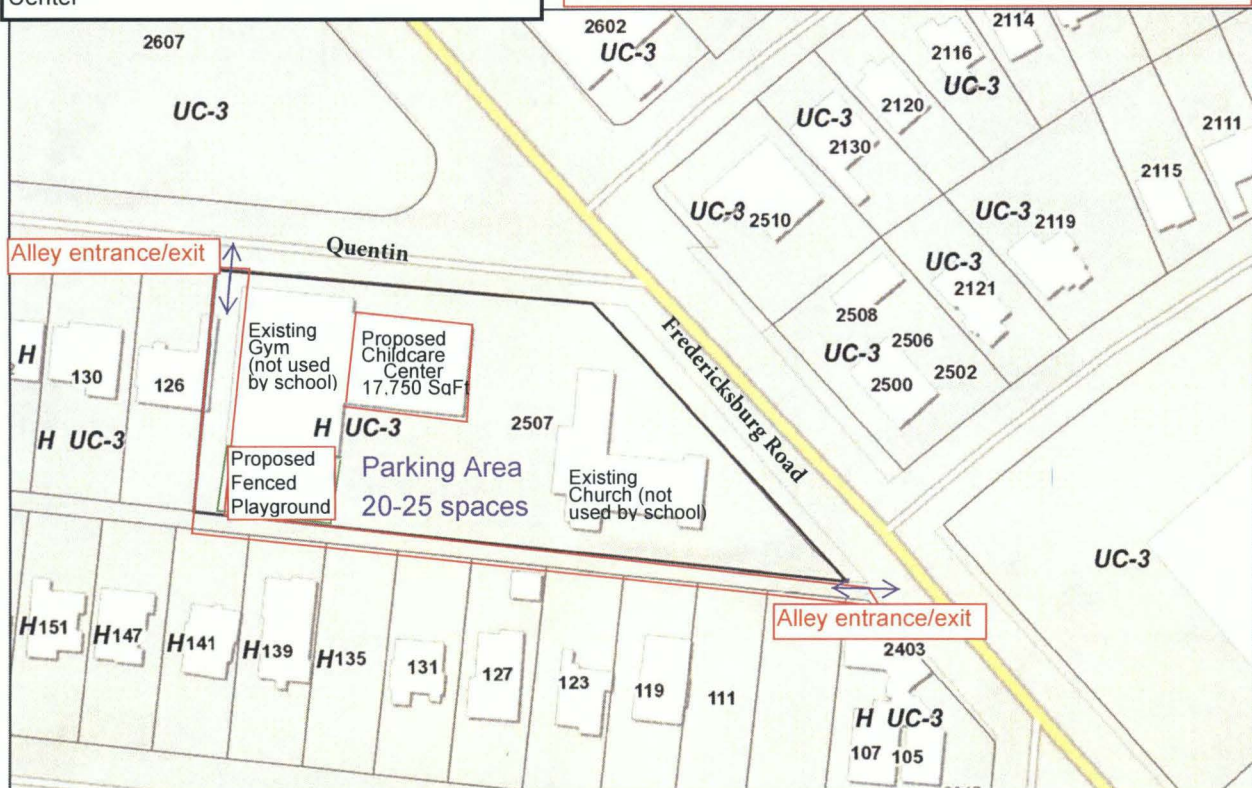 Center
2607
UC-3
2602
UC-3
2114
2116
UC-3
2120
UC-3
2130
2111
2115
UC-3 2510
UC-3 2119
Alley entrance/exit
Quentin
UC-3
2121
Existing
Gym
(not used
by school)
Proposed
Childcare
Center
17,750 SqFt
Fredericksburg Road
2508
2506
UC-3
2502
2500
H
130
126
H UC-3
H UC-3
2507
Proposed
Fenced
Playground
Parking Area
20-25 spaces
Existing
Church (not
used by school)
UC-3
Alley entrance/exit
H151
H147
H141
H139
H135
131
127
123
119
111
2403
H UC-3
107
105